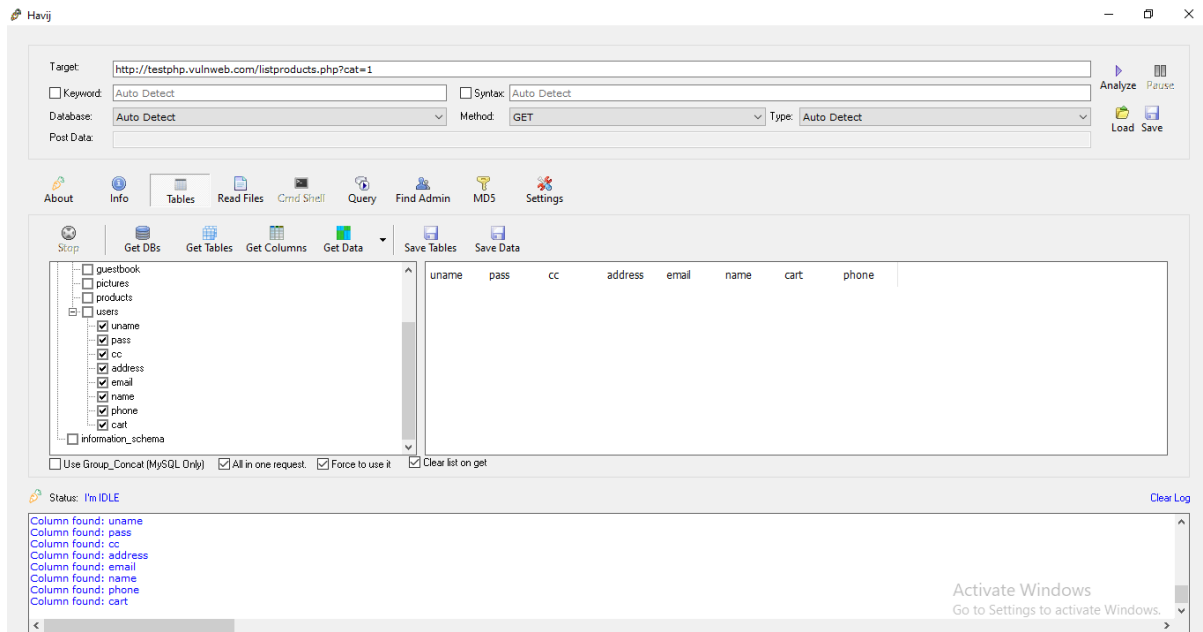 Havij
Target: http://testphp.vulnweb.com/listproducts.php?cat=1
Keyword: Auto Detect Syntax: Auto Detect
Analyze Pause
Database: Auto Detect Method: GET Type: Auto Detect
Load Save
Post Data:
About Info Tables Read Files Cmd Shell Query Find Admin MD5 Settings
Stop Get DBs Get Tables Get Columns Get Data Save Tables Save Data
guestbook
pictures
products
users
uname
pass
cc
address
email
name
phone
cart
information_schema
uname pass cc address email name cart phone
Use Group_Concat (MySQL Only) All in one request. Force to use it Clear list on get
Status: I'm IDLE
Clear Log
Column found: uname
Column found: pass
Column found: cc
Column found: address
Column found: email
Column found: name
Column found: phone
Column found: cart
Activate Windows
Go to Settings to activate Windows.